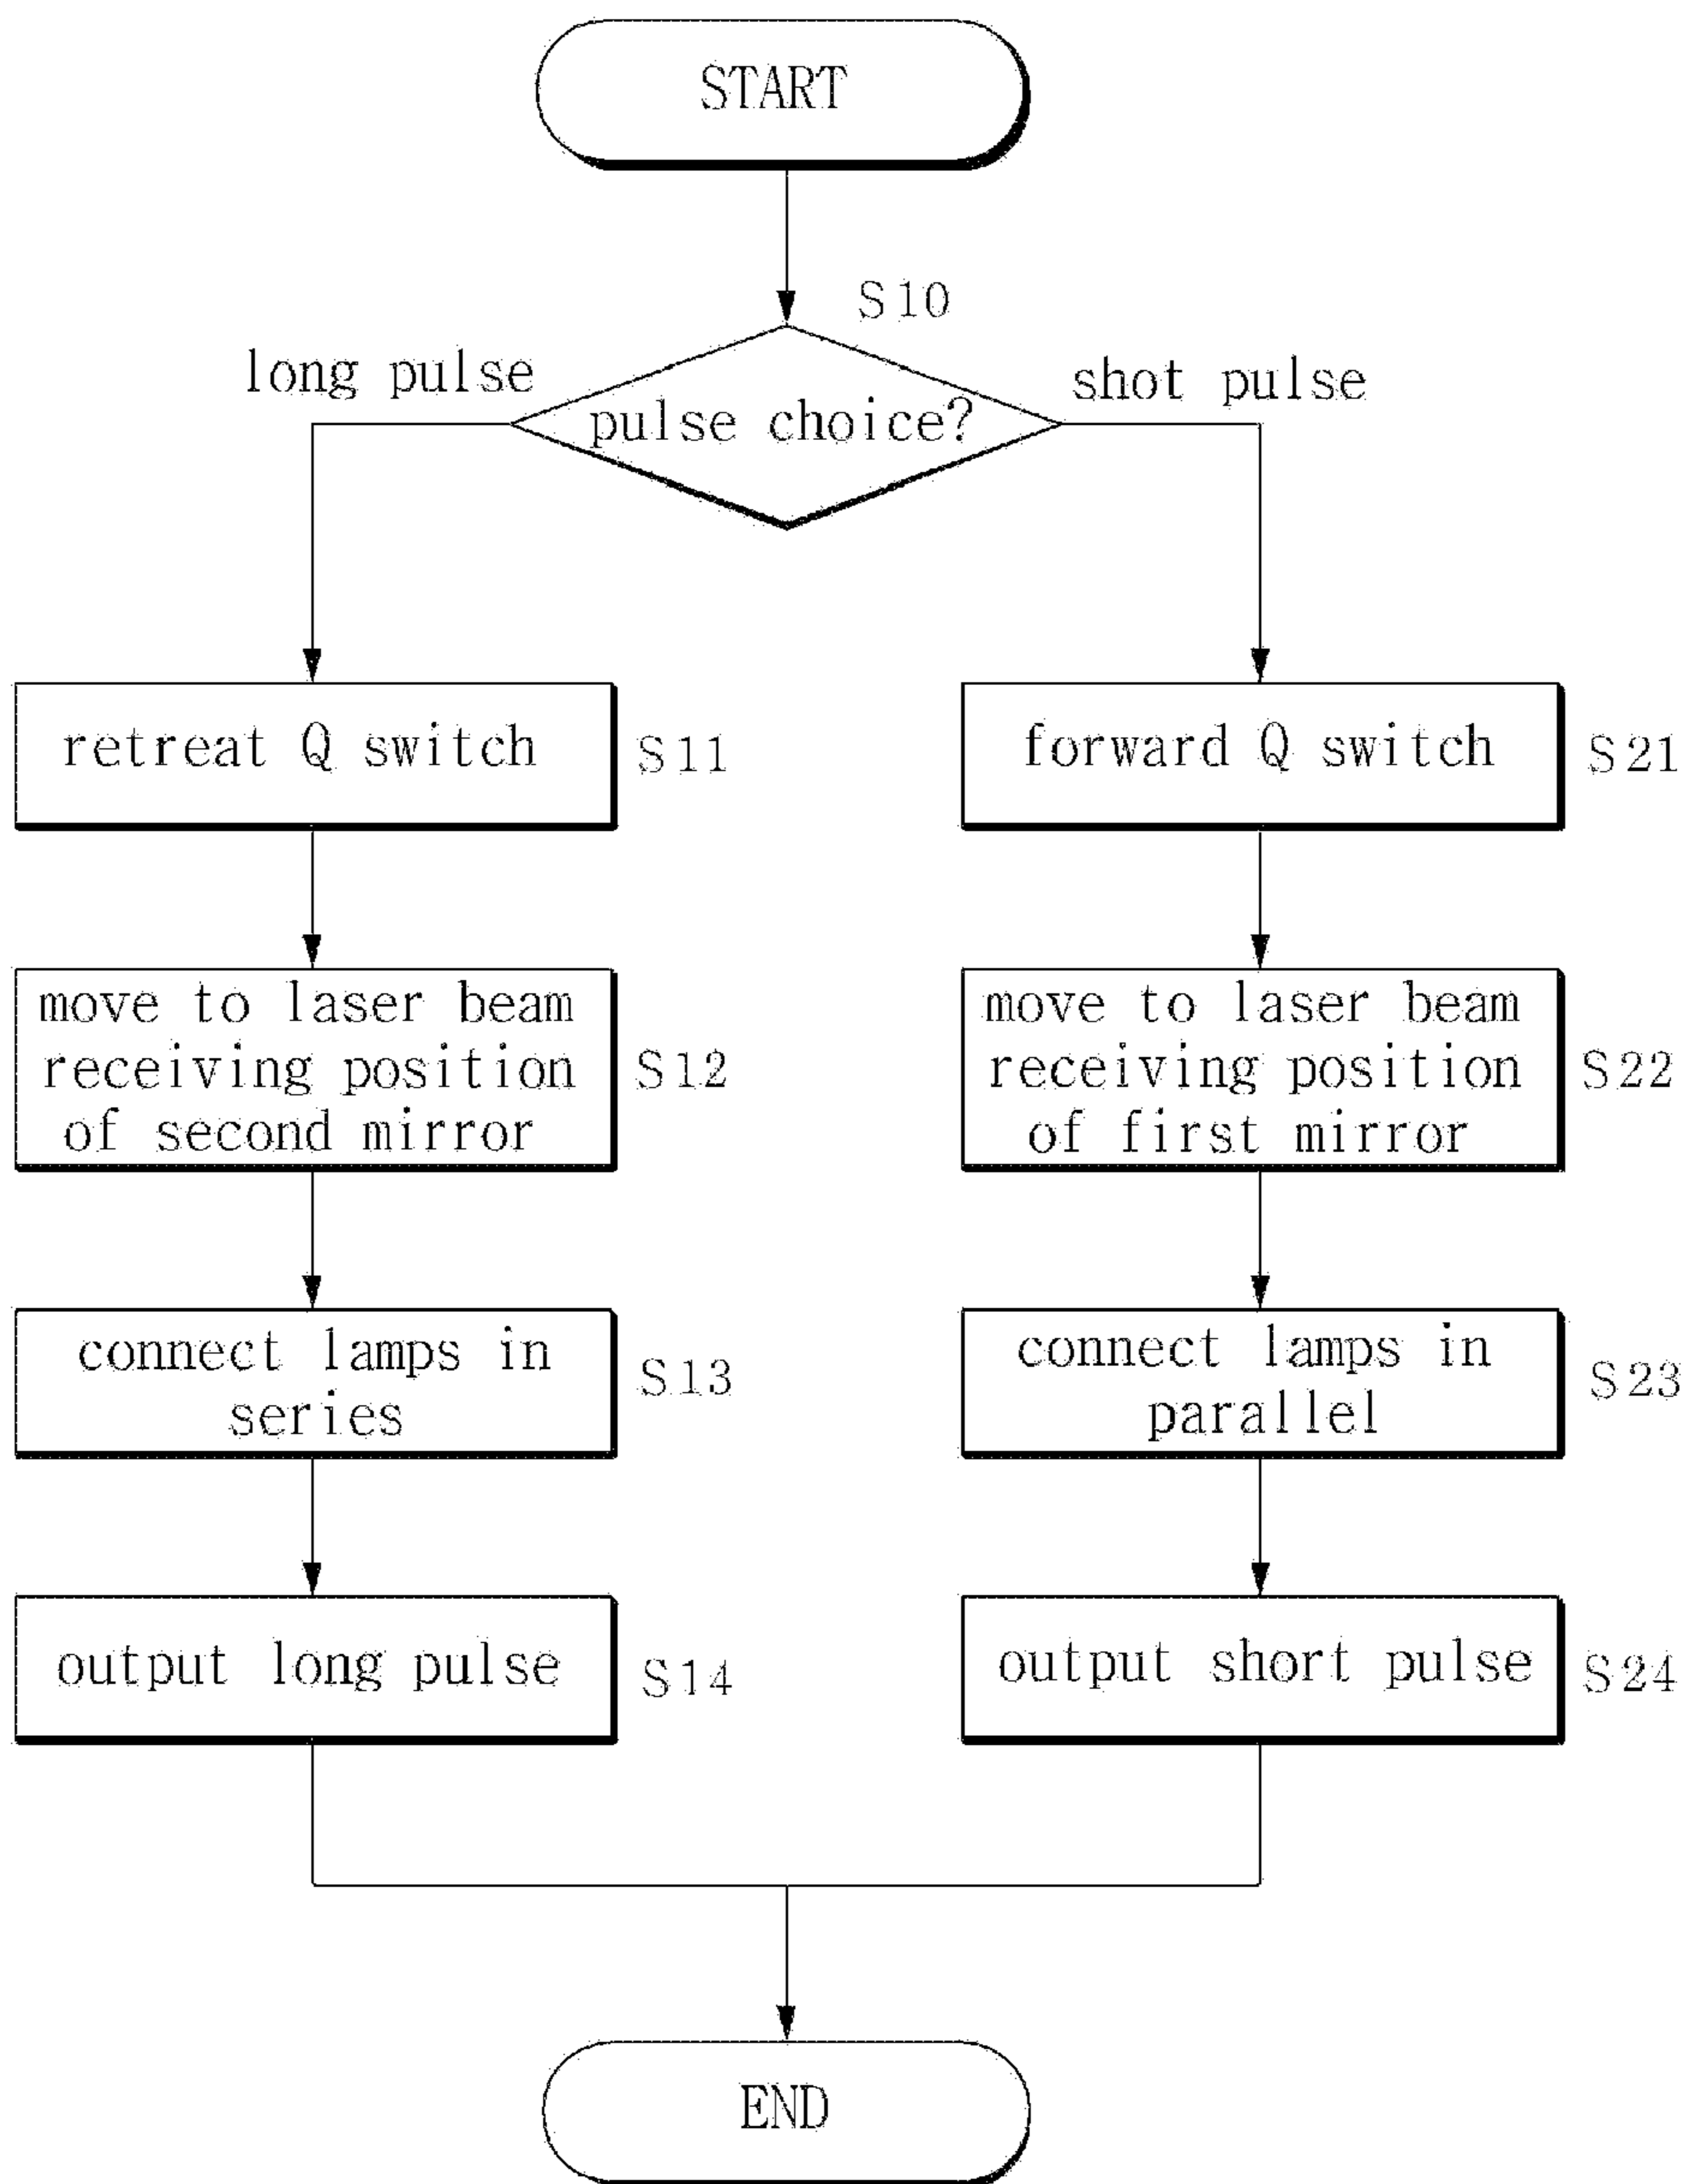 START
S10
long pulse
shot pulse
pulse choice?
retreat Q switch
S11
forward Q switch
S21
move to laser beam
receiving position
of second mirror
S12
move to laser beam
receiving position
of first mirror
S22
connect lamps in
series
S13
connect lamps in
parallel
S23
output long pulse
S14
output short pulse
S24
END